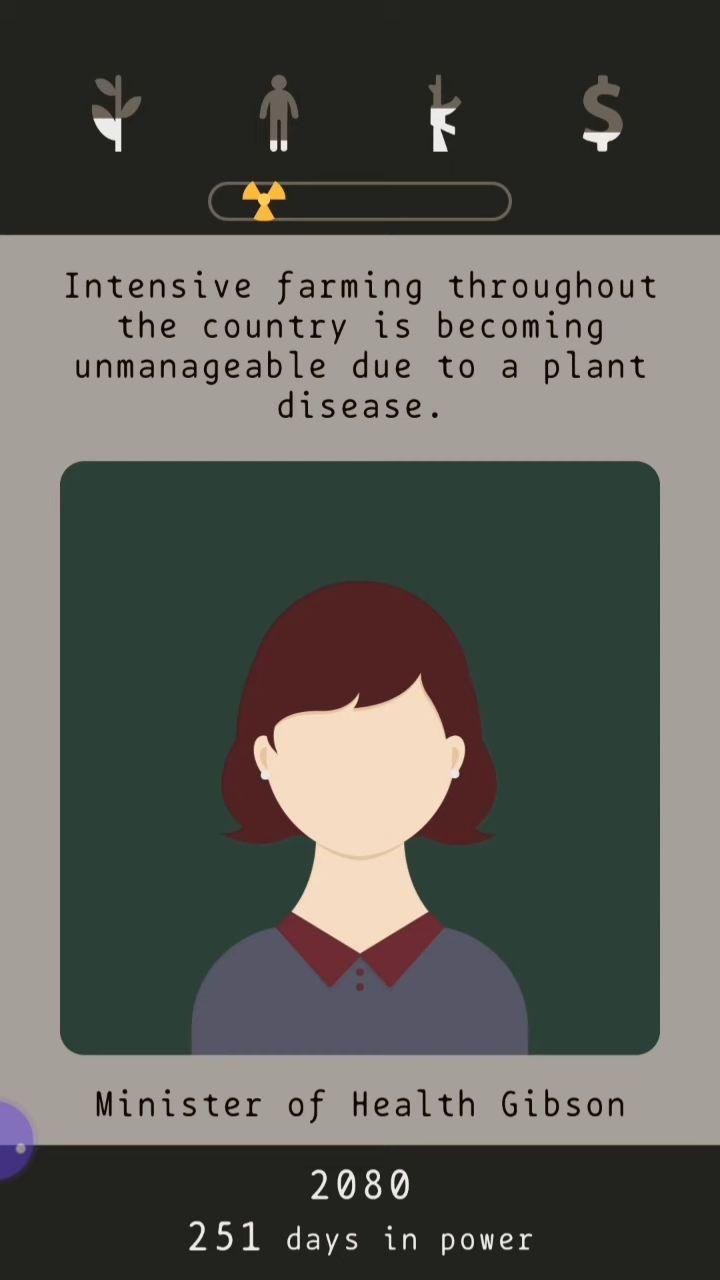 Intensive farming throughout
the country is becoming
unmanageable due to a plant
disease.
Minister of Health Gibson
2080
251 days in power